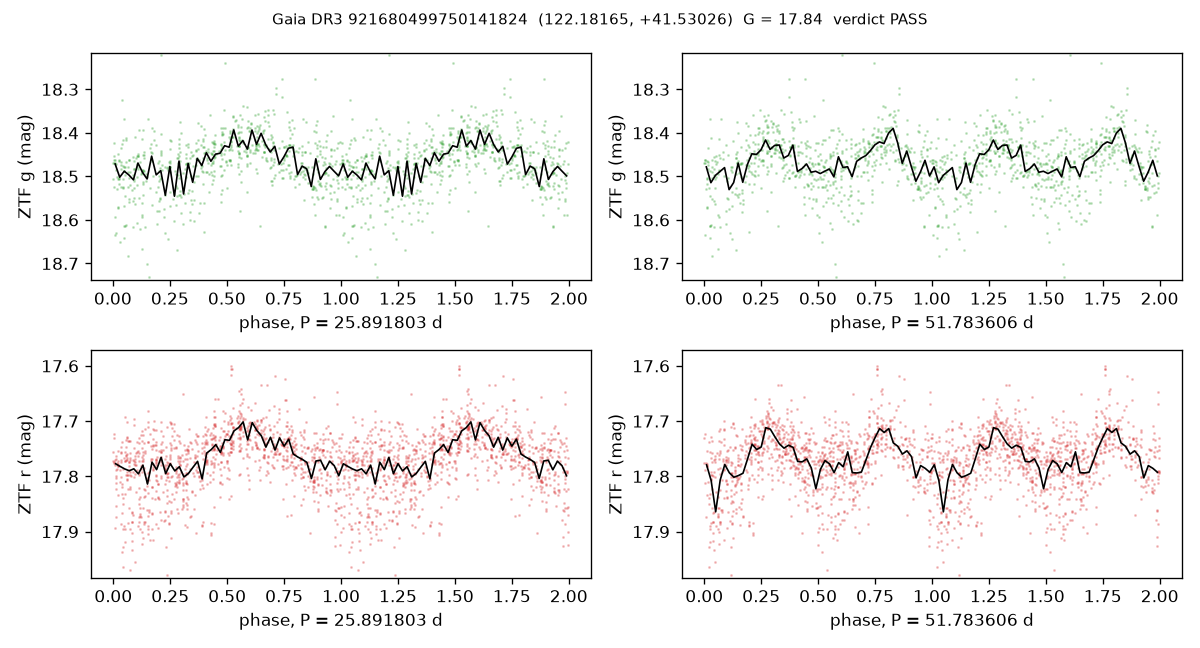 Gaia DR3 921680499750141824 (122.18165, +41.53026) G = 17.84 verdict PASS
ZTF g (mag)
18.3
18.4
18.5
18.6
18.7
0.00 0.25 0.50 0.75 1.00 1.25 1.50 1.75 2.00
phase, P = 25.891803 d
ZTF g (mag)
18.3
18.4
18.5
18.6
18.7
0.00 0.25 0.50 0.75 1.00 1.25 1.50 1.75 2.00
phase, P = 51.783606 d
ZTF r (mag)
17.6
17.7
17.8
17.9
0.00 0.25 0.50 0.75 1.00 1.25 1.50 1.75 2.00
phase, P = 25.891803 d
ZTF r (mag)
17.6
17.7
17.8
17.9
0.00 0.25 0.50 0.75 1.00 1.25 1.50 1.75 2.00
phase, P = 51.783606 d